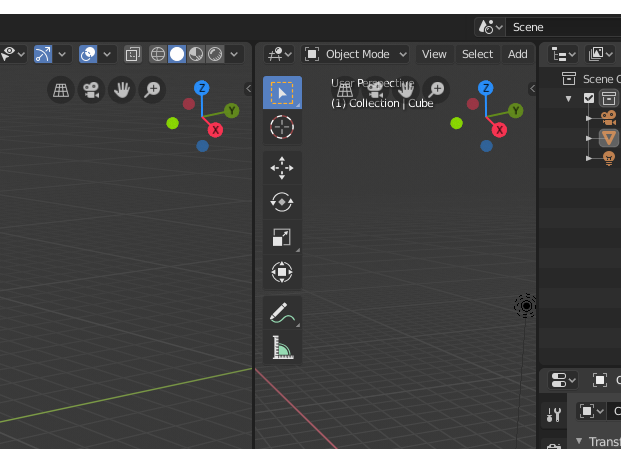 Scene
Object Mode View Select Add
User Perspective
(1) Collection | Cube
Scene C
Z
Y
X
Z
Y
X
Transf